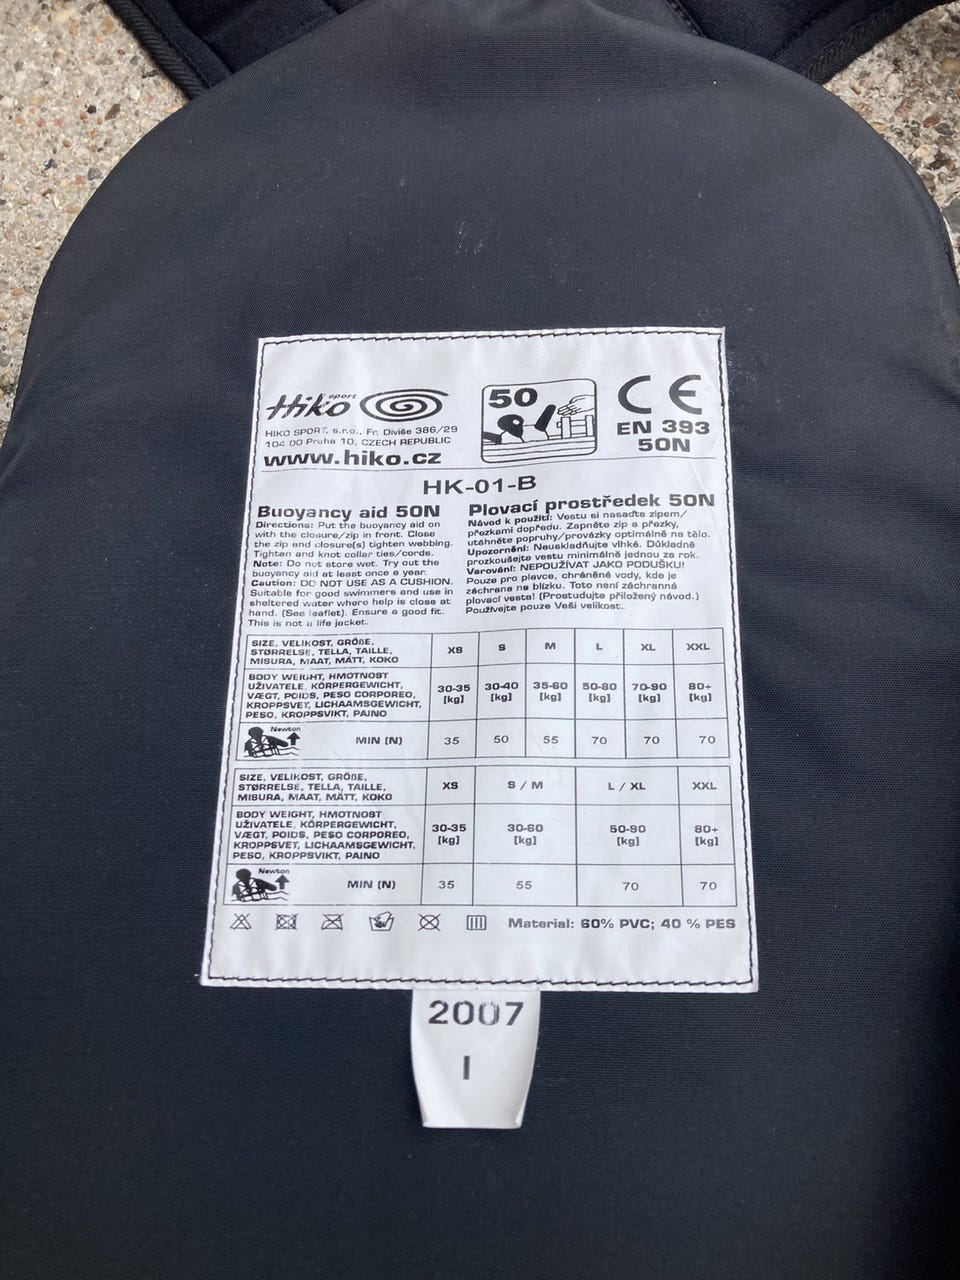 Hiko sport
HIKO SPORT, s.r.o., Fr. Diviše 386/29
104 00 Praha 10, CZECH REPUBLIC
www.hiko.cz
50
CE
EN 393
50N
HK-01-B
Buoyancy aid 50N
Directions: Put the buoyancy aid on
with the closure/zip in front. Close
the zip and closure(s) tighten webbing.
Tighten and knot collar ties/cords.
Note: Do not store wet. Try out the
buoyancy aid at least once a year.
Caution: DO NOT USE AS A CUSHION.
Suitable for good swimmers and use in
sheltered water where help is close at
hand. (See leaflet). Ensure a good fit.
This is not a life jacket.
Plovací prostředek 50N
Návod k použití: Vestu si nasaďte zipem/
přezkami dopředu. Zapněte zip a přezky,
utáhněte popruhy/provázky optimálně na tělo.
Upozornění: Neuskladňujte vlhké. Důkladně
prozkoušejte vestu minimálně jednou za rok.
Varování: NEPOUŽÍVAT JAKO PODUŠKU!
Pouze pro plavce, chráněné vody, kde je
záchrana na blízku. Toto není záchranné
plovací vesta! (Prostudujte přiložený návod.)
Používejte pouze Vaši velikost.
SIZE, VELIKOST, GRÖßE,
STØRRELSE, TELLA, TAILLE,
MISURA, MAAT, MÄTT, KOKO
XS S M L XL XXL
BODY WEIGHT, HMOTNOST
UŽIVATELE, KÖRPERGEWICHT,
VÆGT, POIDS, PESO CORPOREO,
KROPPSVET, LICHAAMSGEWICHT,
PESO, KROPPSVIKT, PAINO
30-35 [kg] 30-40 [kg] 35-60 [kg] 50-80 [kg] 70-90 [kg] 80+ [kg]
Newton
MIN (N) 35 50 55 70 70 70
SIZE, VELIKOST, GRÖßE,
STØRRELSE, TELLA, TAILLE,
MISURA, MAAT, MÄTT, KOKO
XS S / M L / XL XXL
BODY WEIGHT, HMOTNOST
UŽIVATELE, KÖRPERGEWICHT,
VÆGT, POIDS, PESO CORPOREO,
KROPPSVET, LICHAAMSGEWICHT,
PESO, KROPPSVIKT, PAINO
30-35 [kg] 30-60 [kg] 50-90 [kg] 80+ [kg]
Newton
MIN (N) 35 55 70 70
Material: 60% PVC; 40 % PES
2007
I